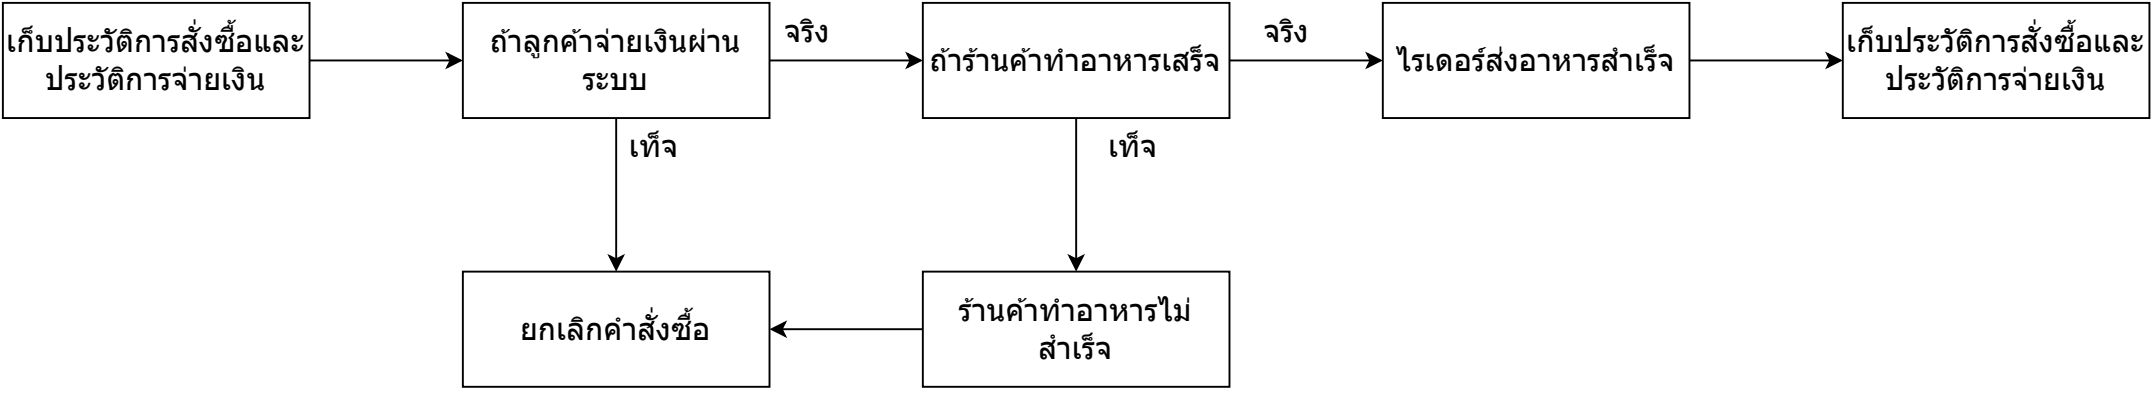 เก็บประวัติการสั่งซื้อและ
ประวัติการจ่ายเงิน
ถ้าลูกค้าจ่ายเงินผ่าน
ระบบ
จริง
ถ้าร้านค้าทำอาหารเสร็จ
จริง
ไรเดอร์ส่งอาหารสำเร็จ
เก็บประวัติการสั่งซื้อและ
ประวัติการจ่ายเงิน
เท็จ
เท็จ
ยกเลิกคำสั่งซื้อ
ร้านค้าทำอาหารไม่
สำเร็จ